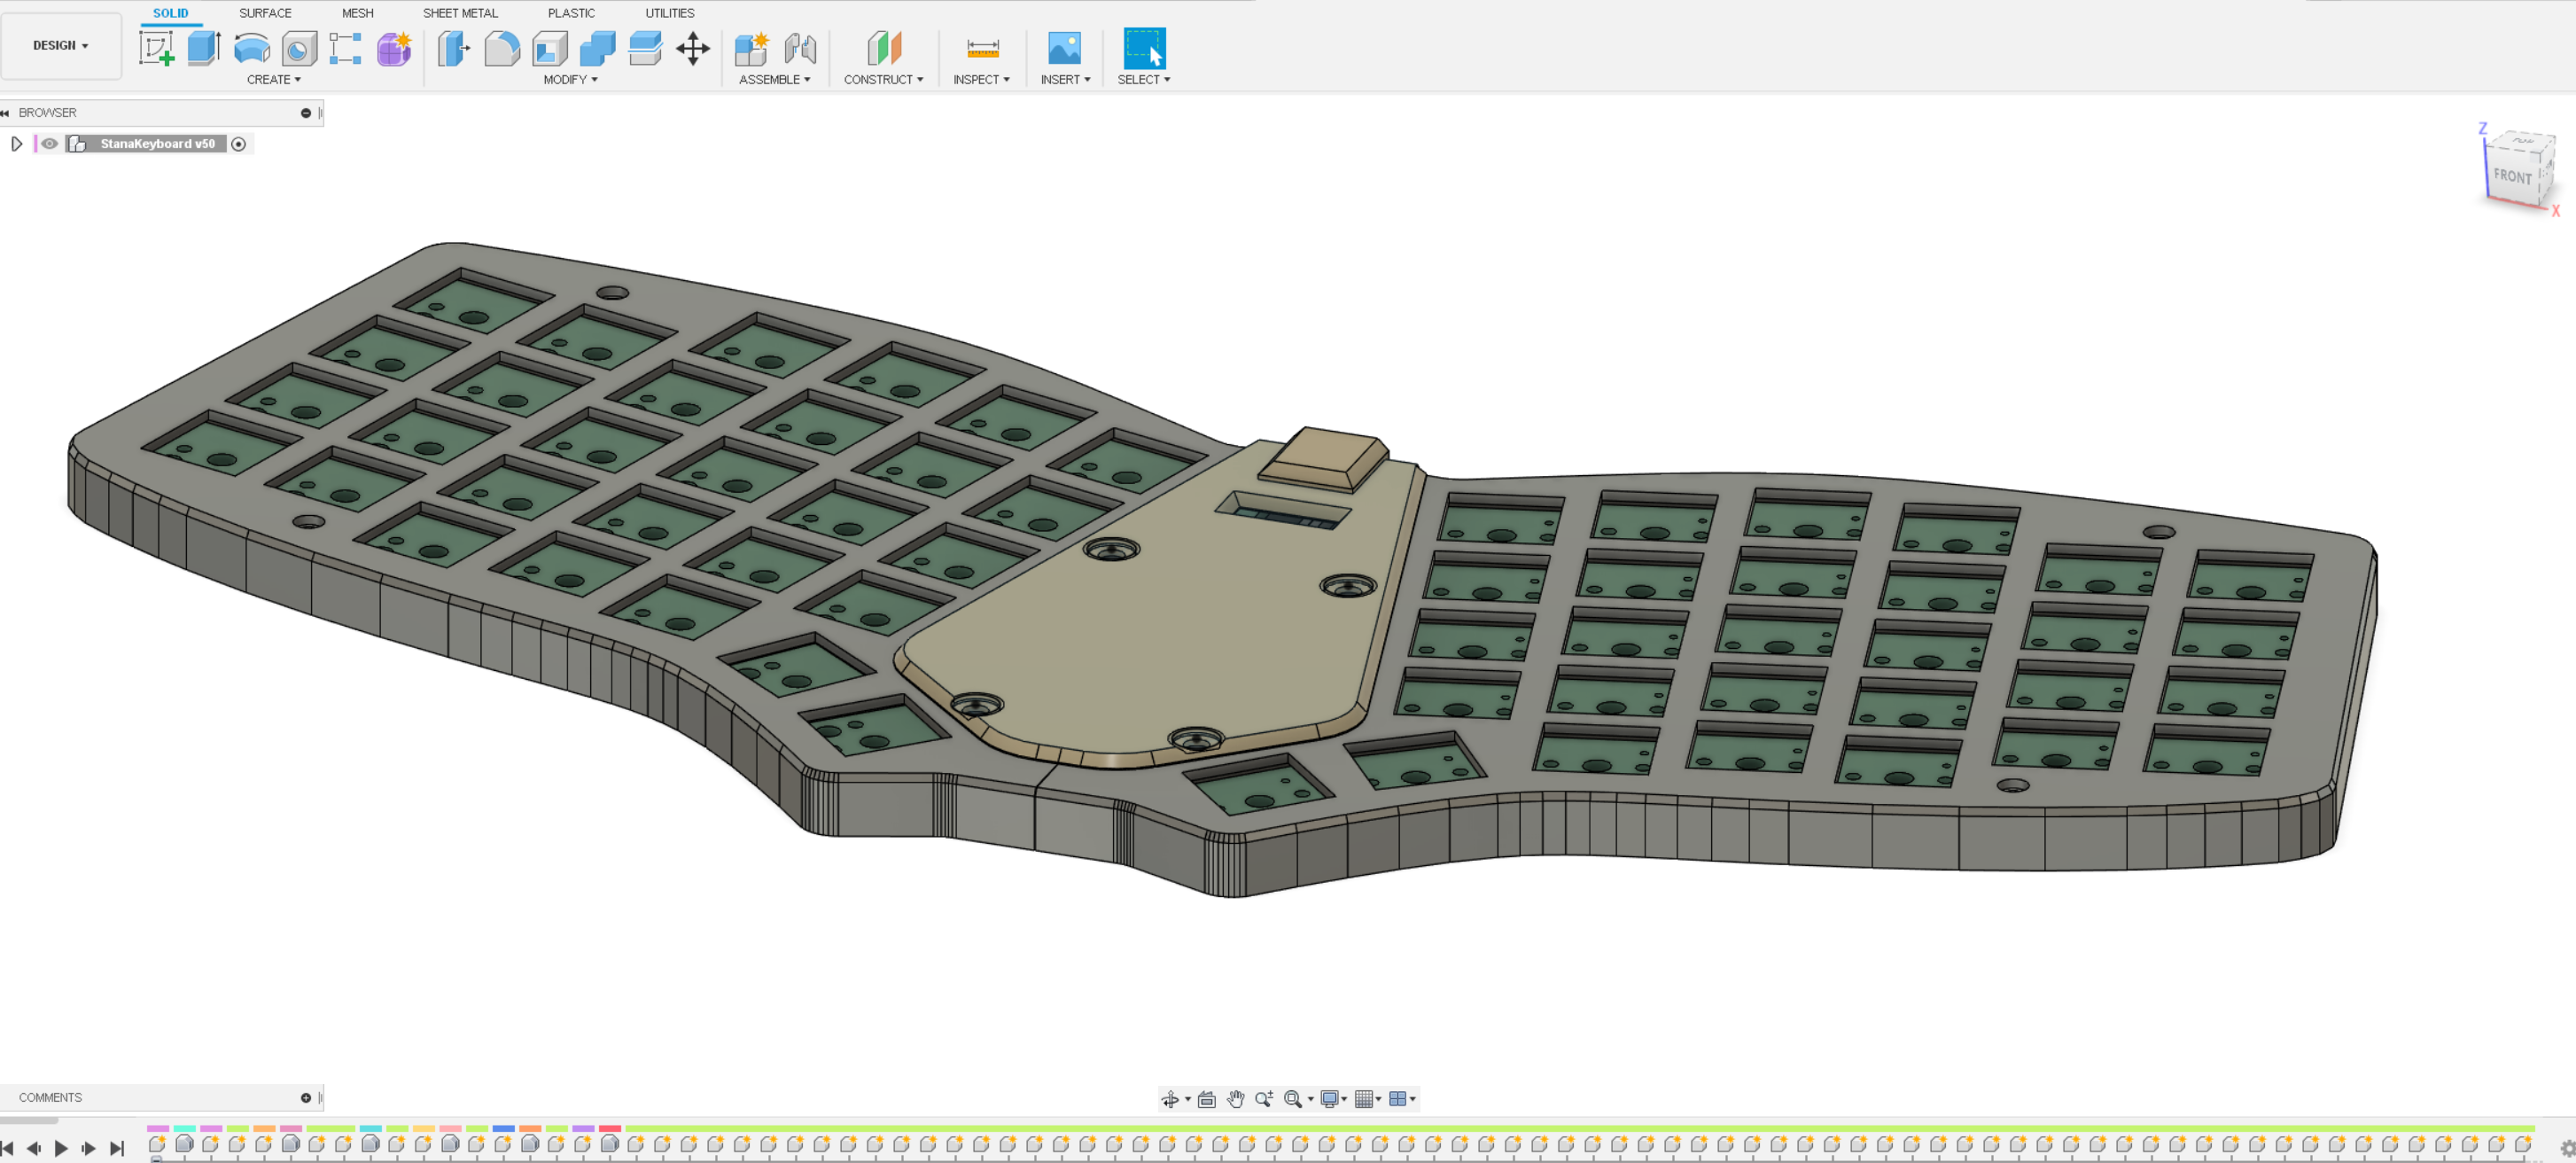 SOLID SURFACE MESH SHEET METAL PLASTIC UTILITIES
DESIGN
CREATE MODIFY ASSEMBLE CONSTRUCT INSPECT INSERT SELECT
BROWSER
StanaKeyboard v50
Z
TOP
FRONT
X
COMMENTS